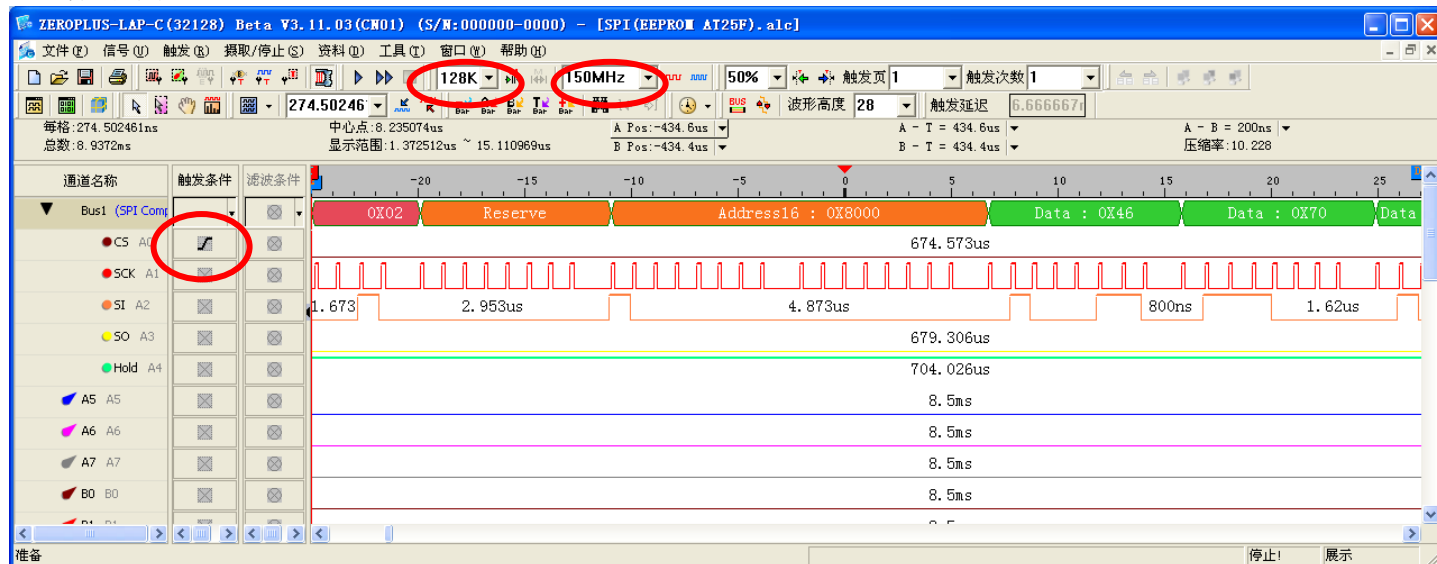 ZEROPLUS-LAP-C(32128) Beta V3.11.03(CN01) (S/N:000000-0000) - [SPI(EEPROM AT25F).alc]
文件(F) 信号(U) 触发(R) 摄取/停止(S) 资料(D) 工具(T) 窗口(W) 帮助(H)
128K 150MHz 50% 触发页 1 触发次数 1
274.50246 Bar Bar Bar Bar Bar BUS 波形高度 28 触发延迟 6.666667n
每格:274.502461ns 中心点:8.235074us A Pos:-434.6us A - T = 434.6us A - B = 200ns
总数:8.9372ms 显示范围:1.372512us ~ 15.110969us B Pos:-434.4us B - T = 434.4us 压缩率:10.228
通道名称 触发条件 滤波条件 -20 -15 -10 -5 0 5 10 15 20 25
Bus1 (SPI Comp 0X02 Reserve Address16 : 0X8000 Data : 0X46 Data : 0X70 Data
CS A0 674.573us
SCK A1
SI A2 1.673 2.953us 4.873us 800ns 1.62us
SO A3 679.306us
Hold A4 704.026us
A5 A5 8.5ms
A6 A6 8.5ms
A7 A7 8.5ms
B0 B0 8.5ms
准备 停止! 展示